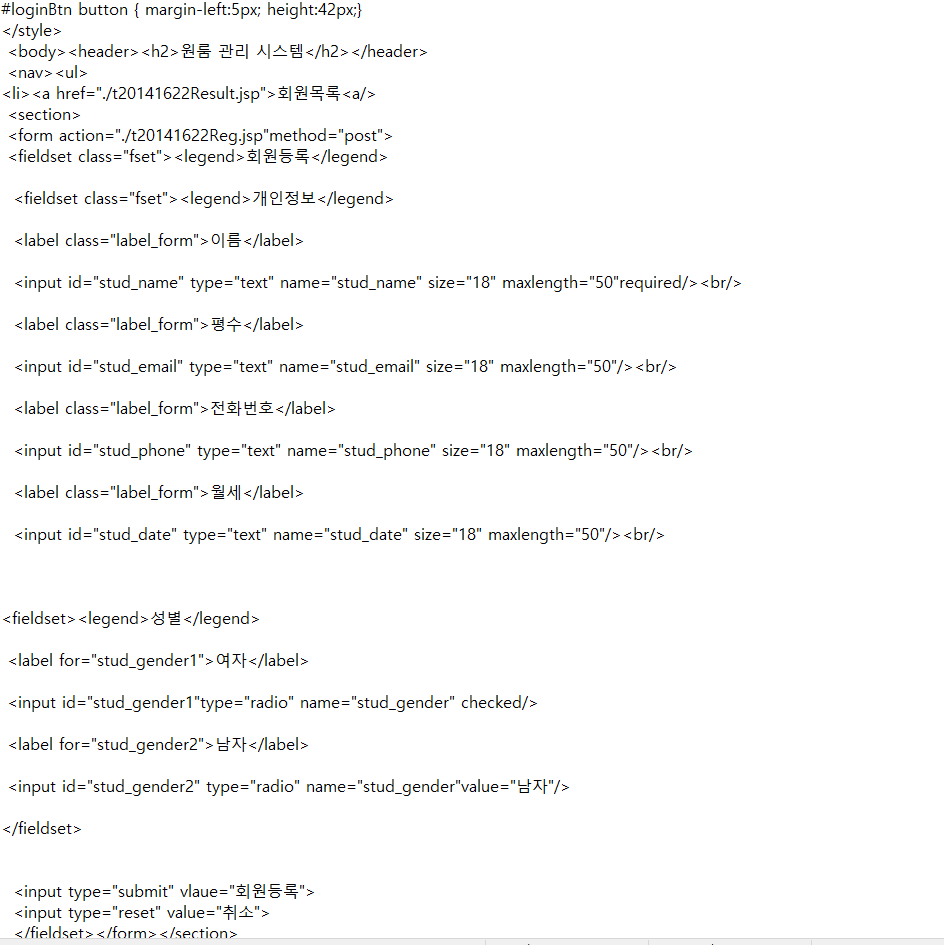 #loginBtn button { margin-left:5px; height:42px;}
</style>
<body><header><h2>원룸 관리 시스템</h2></header>
<nav><ul>
<li><a href="./t20141622Result.jsp">회원목록<a/>
<section>
<form action="./t20141622Reg.jsp"method="post">
<fieldset class="fset"><legend>회원등록</legend>
<fieldset class="fset"><legend>개인정보</legend>
<label class="label_form">이름</label>
<input id="stud_name" type="text" name="stud_name" size="18" maxlength="50"required/><br/>
<label class="label_form">평수</label>
<input id="stud_email" type="text" name="stud_email" size="18" maxlength="50"/><br/>
<label class="label_form">전화번호</label>
<input id="stud_phone" type="text" name="stud_phone" size="18" maxlength="50"/><br/>
<label class="label_form">월세</label>
<input id="stud_date" type="text" name="stud_date" size="18" maxlength="50"/><br/>
<fieldset><legend>성별</legend>
<label for="stud_gender1">여자</label>
<input id="stud_gender1"type="radio" name="stud_gender" checked/>
<label for="stud_gender2">남자</label>
<input id="stud_gender2" type="radio" name="stud_gender"value="남자"/>
</fieldset>
<input type="submit" vlaue="회원등록">
<input type="reset" value="취소">
</fieldset></form></section>